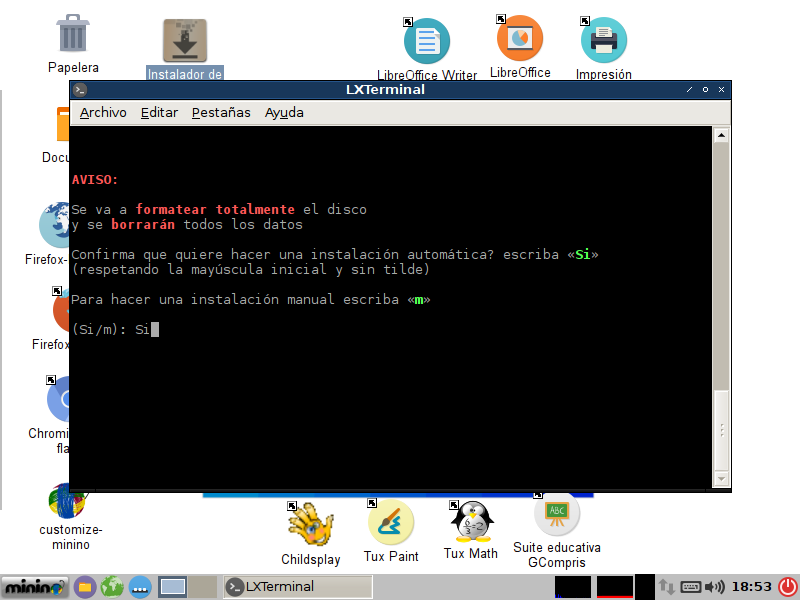 Papelera
Instalador de
LibreOffice Writer
LibreOffice
Impresión
LXTerminal
Archivo Editar Pestañas Ayuda
AVISO:
Se va a formatear totalmente el disco
y se borrarán todos los datos
Confirma que quiere hacer una instalación automática? escriba «Si»
(respetando la mayúscula inicial y sin tilde)
Para hacer una instalación manual escriba «m»
(Si/m): Si
Docu
Firefox-
Firefox
Chromi
fla
customize-
minino
Childsplay
Tux Paint
Tux Math
ABC
Suite educativa
GCompris
minino
LXTerminal
18:53